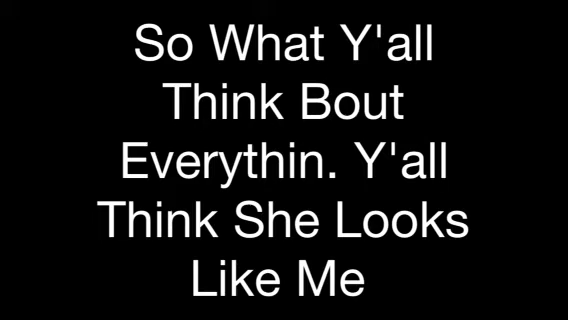 So What Y'all
Think Bout
Everythin. Y'all
Think She Looks
Like Me